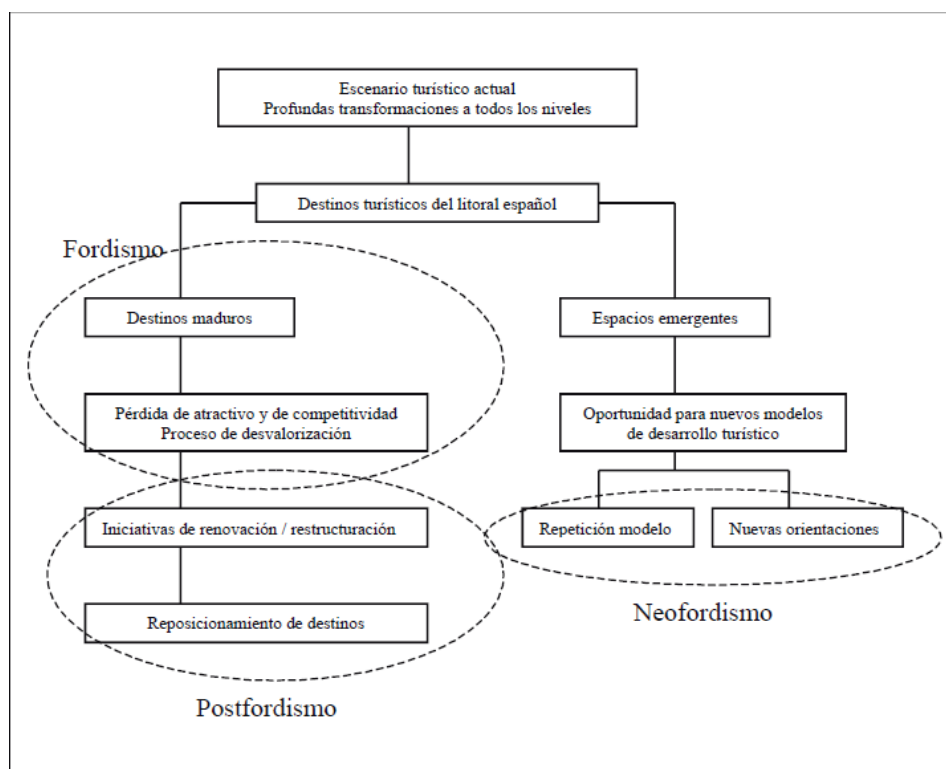 Escenario turístico actual
Profundas transformaciones a todos los niveles
Destinos turísticos del litoral español
Fordismo
Destinos maduros
Espacios emergentes
Pérdida de atractivo y de competitividad
Proceso de desvalorización
Oportunidad para nuevos modelos
de desarrollo turístico
Iniciativas de renovación / restructuración
Repetición modelo
Nuevas orientaciones
Reposicionamiento de destinos
Neofordismo
Postfordismo